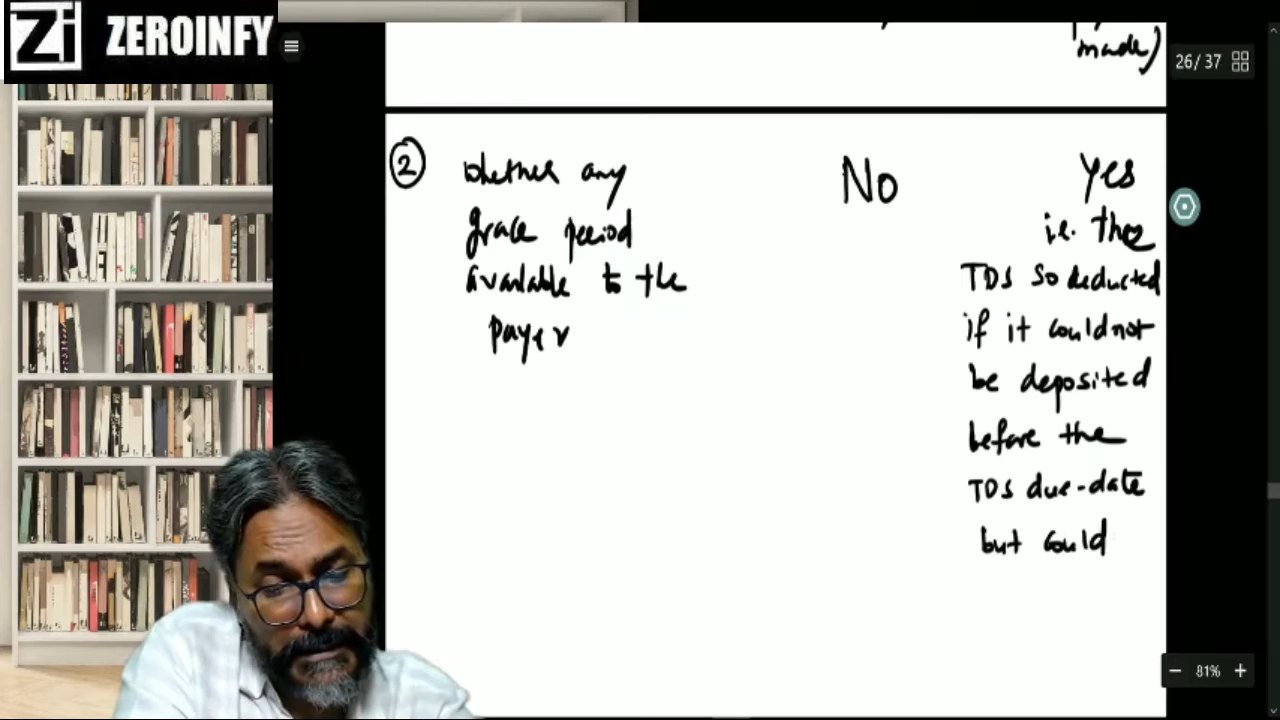 Zi ZEROINFY
made)
26/37
② Whether any No Yes
grace period i.e. the
available to the TDS so deducted
payer if it could not
be deposited
before the
TDS due-date
but could
81%